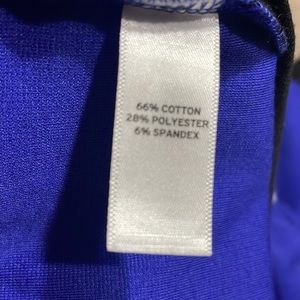 66% COTTON
28% POLYESTER
6% SPANDEX